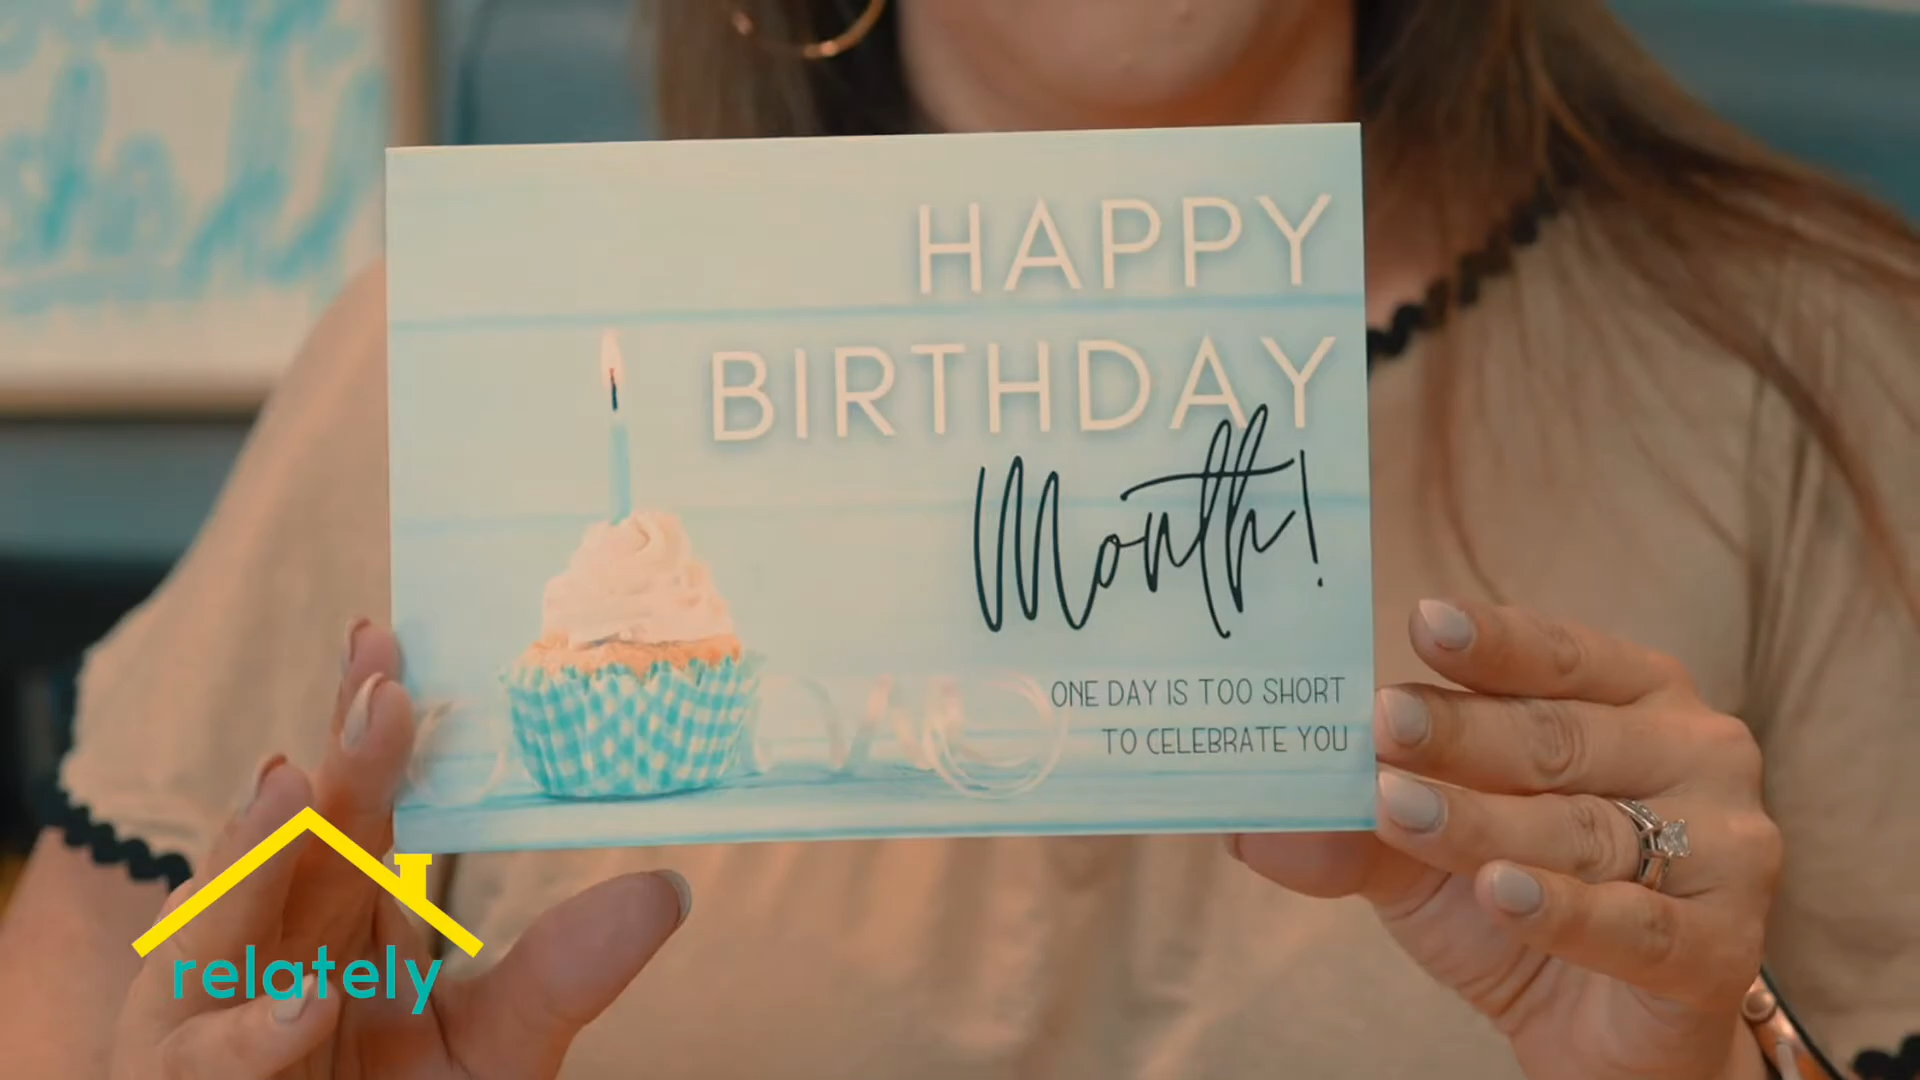 HAPPY
BIRTHDAY
Month!
ONE DAY IS TOO SHORT
TO CELEBRATE YOU
relately